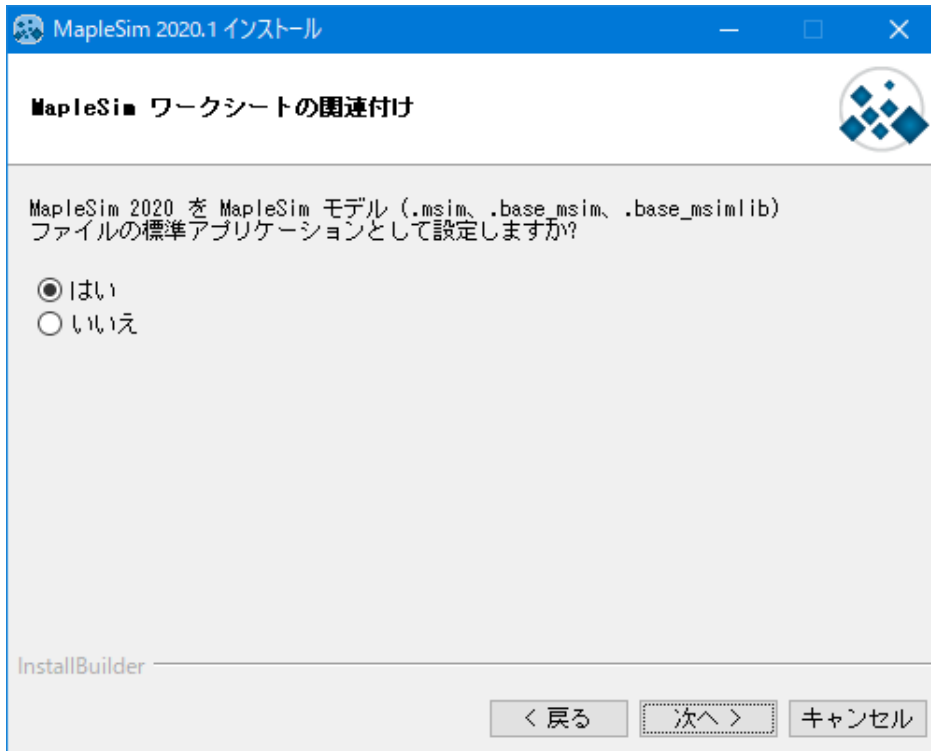 MapleSim 2020.1 インストール
MapleSim ワークシートの関連付け
MapleSim 2020 を MapleSim モデル (.msim、.base_msim、.base_msimlib)
ファイルの標準アプリケーションとして設定しますか?
はい
いいえ
InstallBuilder
< 戻る 次へ > キャンセル